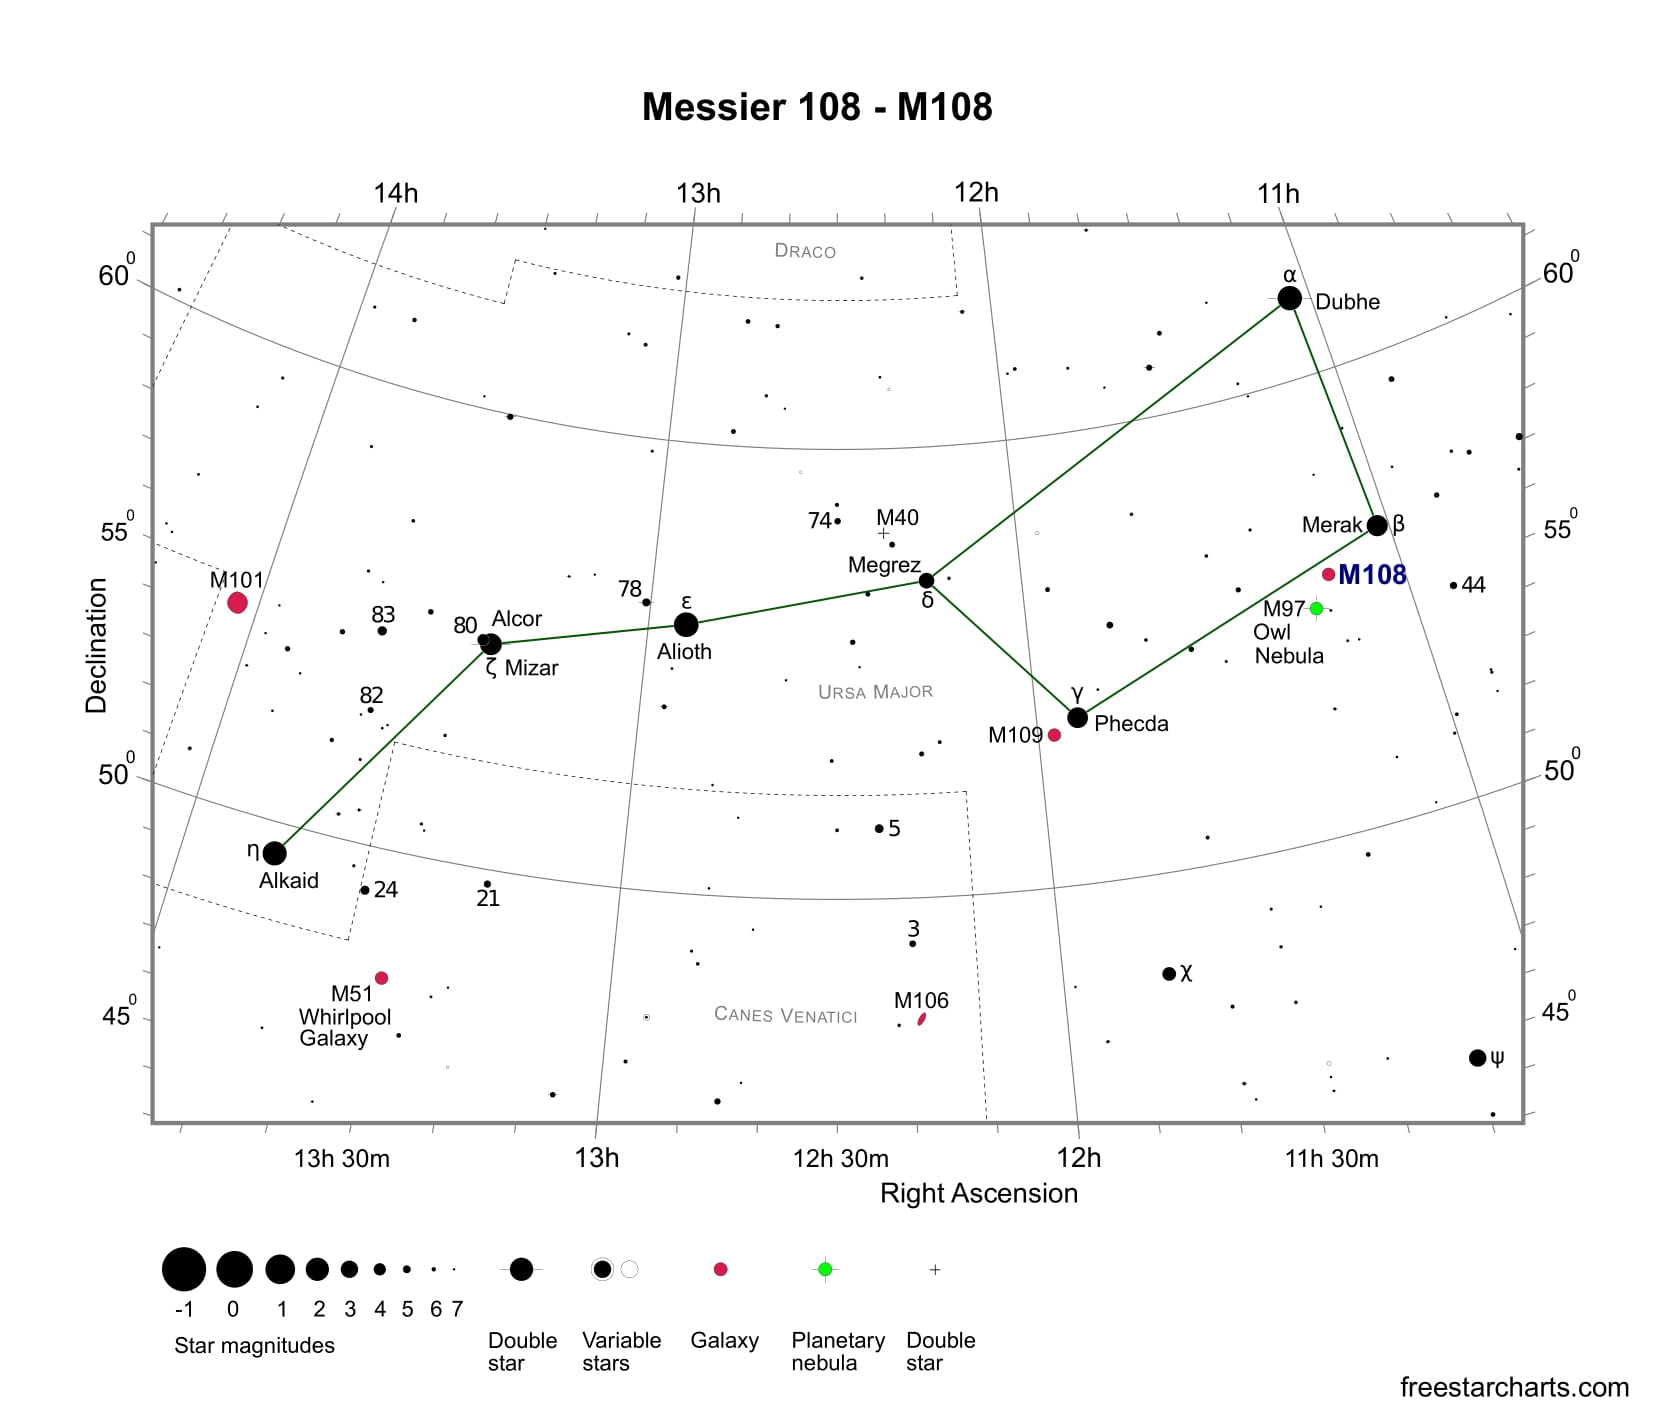 Messier 108 - M108
14h 13h 12h 11h
DRACO
60⁰ 60⁰
α
Dubhe
74 M40
55⁰ 55⁰
Merak β
Megrez
M101 M108
78 44
δ
ε M97
83 Owl
80 Alcor Nebula
Alioth
ζ Mizar
Declination
82 URSA MAJOR
γ
Phecda
M109
50⁰ 50⁰
5
η
Alkaid
24 21
3
χ
M51
Whirlpool
Galaxy
M106
CANES VENATICI
45⁰ 45⁰
ψ
13h 30m 13h 12h 30m 12h 11h 30m
Right Ascension
-1 0 1 2 3 4 5 6 7
Star magnitudes
Double
star
Variable
stars
Galaxy
Planetary
nebula
Double
star
freestarcharts.com